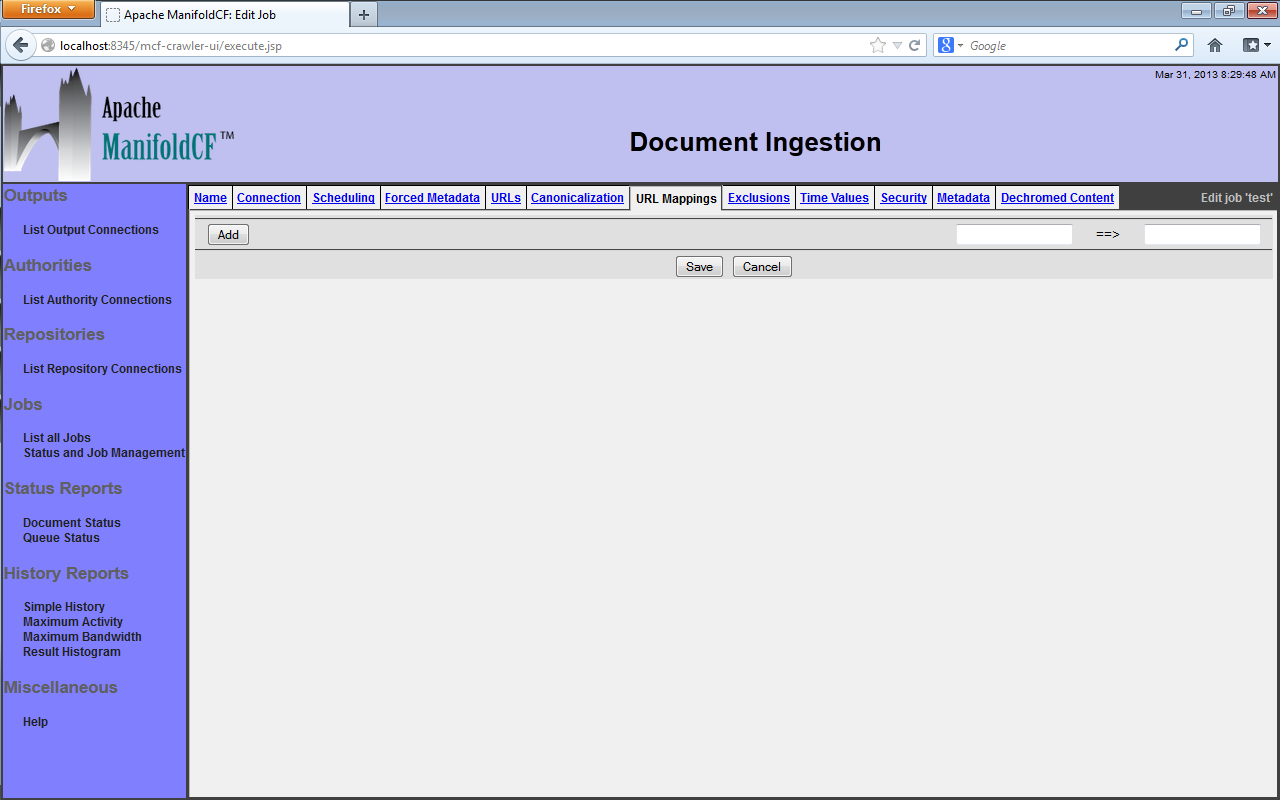 Firefox
Apache ManifoldCF: Edit Job
localhost:8345/mcf-crawler-ui/execute.jsp
Google
Mar 31, 2013 8:29:48 AM
Apache
ManifoldCF™
Document Ingestion
Name Connection Scheduling Forced Metadata URLs Canonicalization URL Mappings Exclusions Time Values Security Metadata Dechromed Content Edit job 'test'
Add ==>
Save Cancel
Outputs
List Output Connections
Authorities
List Authority Connections
Repositories
List Repository Connections
Jobs
List all Jobs
Status and Job Management
Status Reports
Document Status
Queue Status
History Reports
Simple History
Maximum Activity
Maximum Bandwidth
Result Histogram
Miscellaneous
Help